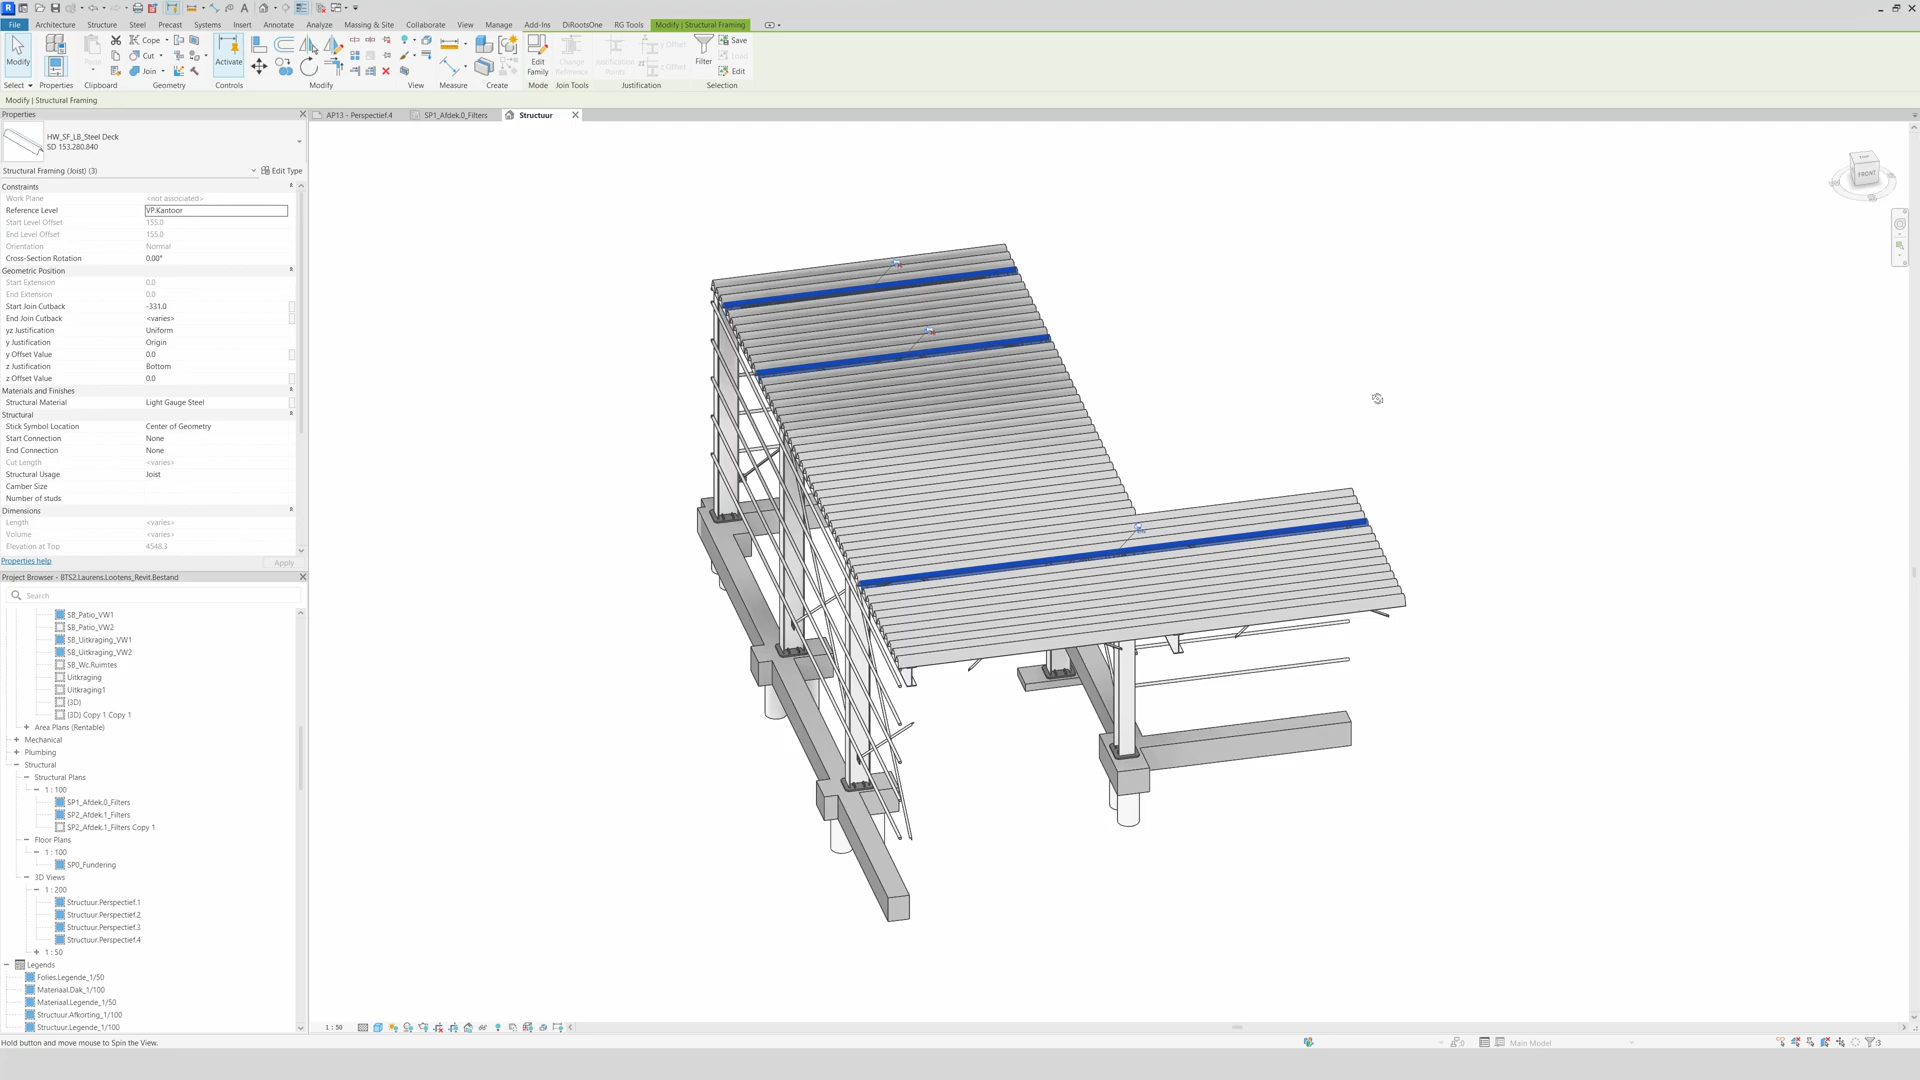 File Architecture Structure Steel Precast Systems Insert Annotate Analyze Massing & Site Collaborate View Manage Add-Ins DiRootsOne RG Tools Modify | Structural Framing
Modify Paste Cope Cut Join Activate Edit Family Change Reference Justification Points y Offset z Offset Filter Save Load Edit
Select Properties Clipboard Geometry Controls Modify View Measure Create Mode Join Tools Justification Selection
Modify | Structural Framing
Properties
AP13 - Perspectief.4 SP1_Afdek.0_Filters Structuur
HW_SF_LB_Steel Deck
SD 153.280.840
Structural Framing (Joist) (3) Edit Type
Constraints
Work Plane <not associated>
Reference Level VP.Kantoor
Start Level Offset 155.0
End Level Offset 155.0
Orientation Normal
Cross-Section Rotation 0.00°
Geometric Position
Start Extension 0.0
End Extension 0.0
Start Join Cutback -331.0
End Join Cutback <varies>
yz Justification Uniform
y Justification Origin
y Offset Value 0.0
z Justification Bottom
z Offset Value 0.0
Materials and Finishes
Structural Material Light Gauge Steel
Structural
Stick Symbol Location Center of Geometry
Start Connection None
End Connection None
Cut Length <varies>
Structural Usage Joist
Camber Size
Number of studs
Dimensions
Length <varies>
Volume <varies>
Elevation at Top 4548.3
Properties help Apply
Project Browser - BTS2.Laurens.Lootens_Revit.Bestand
Search
SB_Patio_VW1
SB_Patio_VW2
SB_Uitkraging_VW1
SB_Uitkraging_VW2
SB_Wc.Ruimtes
Uitkraging
Uitkraging1
{3D}
{3D} Copy 1 Copy 1
Area Plans (Rentable)
Mechanical
Plumbing
Structural
Structural Plans
1 : 100
SP1_Afdek.0_Filters
SP2_Afdek.1_Filters
SP2_Afdek.1_Filters Copy 1
Floor Plans
1 : 100
SP0_Fundering
3D Views
1 : 200
Structuur.Perspectief.1
Structuur.Perspectief.2
Structuur.Perspectief.3
Structuur.Perspectief.4
1 : 50
Legends
Folies.Legende_1/50
Materiaal.Dak_1/100
Materiaal.Legende_1/50
Structuur.Afkorting_1/100
Structuur.Legende_1/100
FRONT
1 : 50
Hold button and move mouse to Spin the View. :0 Main Model :3